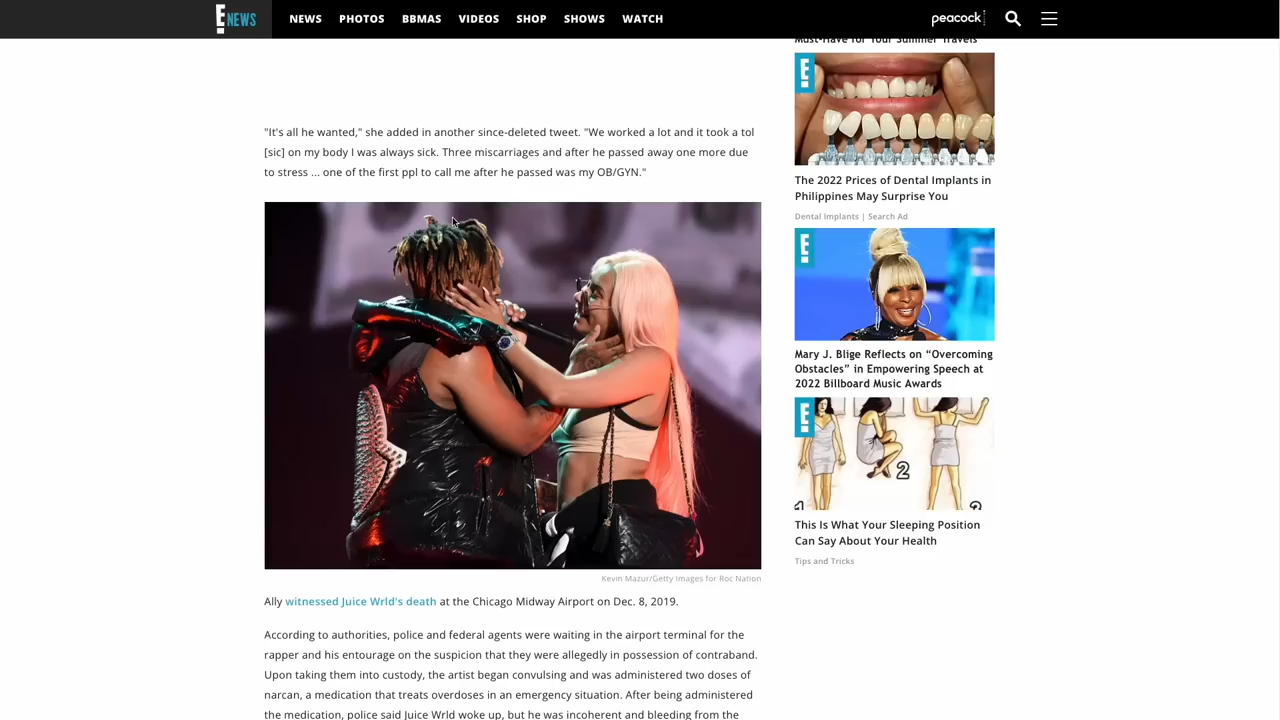 E! NEWS
NEWS PHOTOS BBMAS VIDEOS SHOP SHOWS WATCH
peacock
Must-Have for Your Summer Travels
"It's all he wanted," she added in another since-deleted tweet. "We worked a lot and it took a tol
[sic] on my body I was always sick. Three miscarriages and after he passed away one more due
to stress ... one of the first ppl to call me after he passed was my OB/GYN."
Kevin Mazur/Getty Images for Roc Nation
Ally witnessed Juice Wrld's death at the Chicago Midway Airport on Dec. 8, 2019.
According to authorities, police and federal agents were waiting in the airport terminal for the
rapper and his entourage on the suspicion that they were allegedly in possession of contraband.
Upon taking them into custody, the artist began convulsing and was administered two doses of
narcan, a medication that treats overdoses in an emergency situation. After being administered
the medication, police said Juice Wrld woke up, but he was incoherent and bleeding from the
E!
The 2022 Prices of Dental Implants in
Philippines May Surprise You
Dental Implants | Search Ad
E!
Mary J. Blige Reflects on “Overcoming
Obstacles” in Empowering Speech at
2022 Billboard Music Awards
E!
2
This Is What Your Sleeping Position
Can Say About Your Health
Tips and Tricks